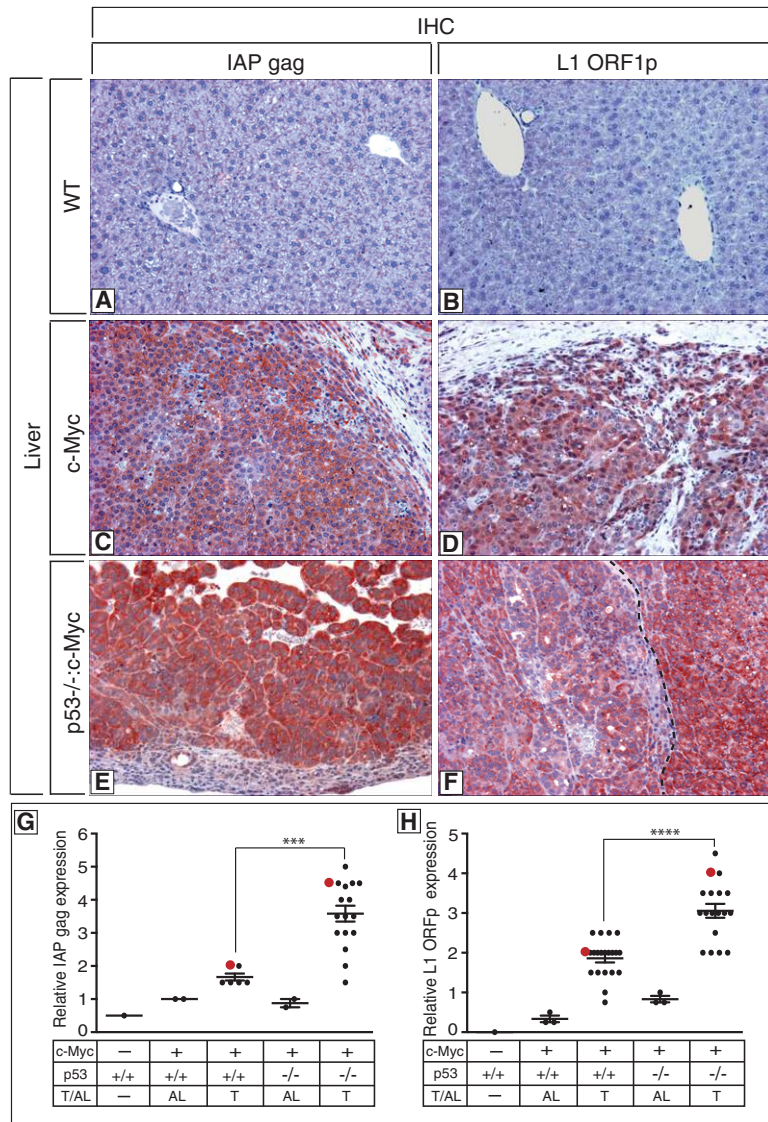 IHC
IAP gag L1 ORF1p
Liver
WT
A B
c-Myc
C D
p53-/-:c-Myc
E F
G
Relative IAP gag expression
6
5
4
3
2
1
0
***
c-Myc — + + + +
p53 +/+ +/+ +/+ -/- -/-
T/AL — AL T AL T
H
Relative L1 ORFp expression
5
4
3
2
1
0
****
c-Myc — + + + +
p53 +/+ +/+ +/+ -/- -/-
T/AL — AL T AL T